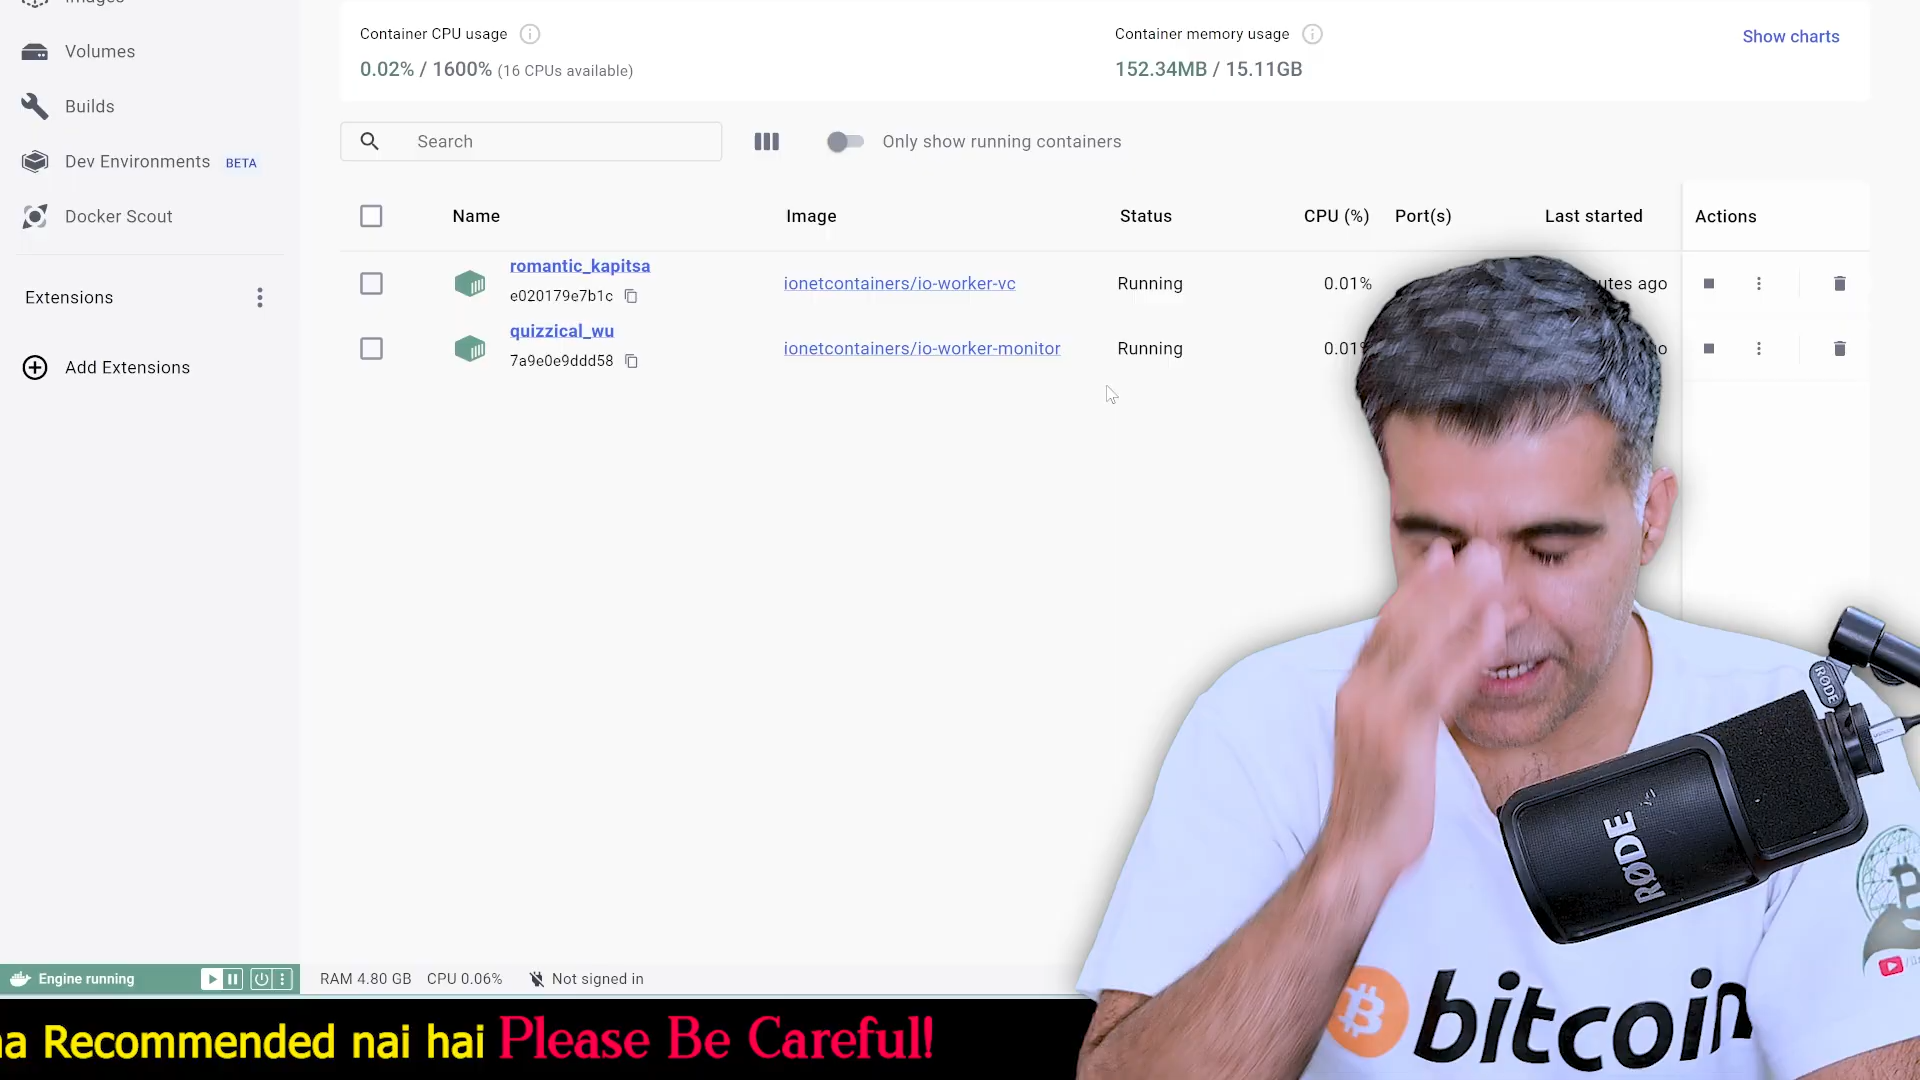 Images
Container CPU usage
Container memory usage
Show charts
Volumes
0.02% / 1600% (16 CPUs available)
152.34MB / 15.11GB
Builds
Search
Only show running containers
Dev Environments BETA
Docker Scout
Name Image Status CPU (%) Port(s) Last started Actions
romantic_kapitsa
e020179e7b1c
ionetcontainers/io-worker-vc Running 0.01% utes ago
Extensions
quizzical_wu
7a9e0e9ddd58
ionetcontainers/io-worker-monitor Running 0.01
Add Extensions
RØDE
RØDE
bitcoin
Engine running RAM 4.80 GB CPU 0.06% Not signed in
Recommended nai hai Please Be Careful!